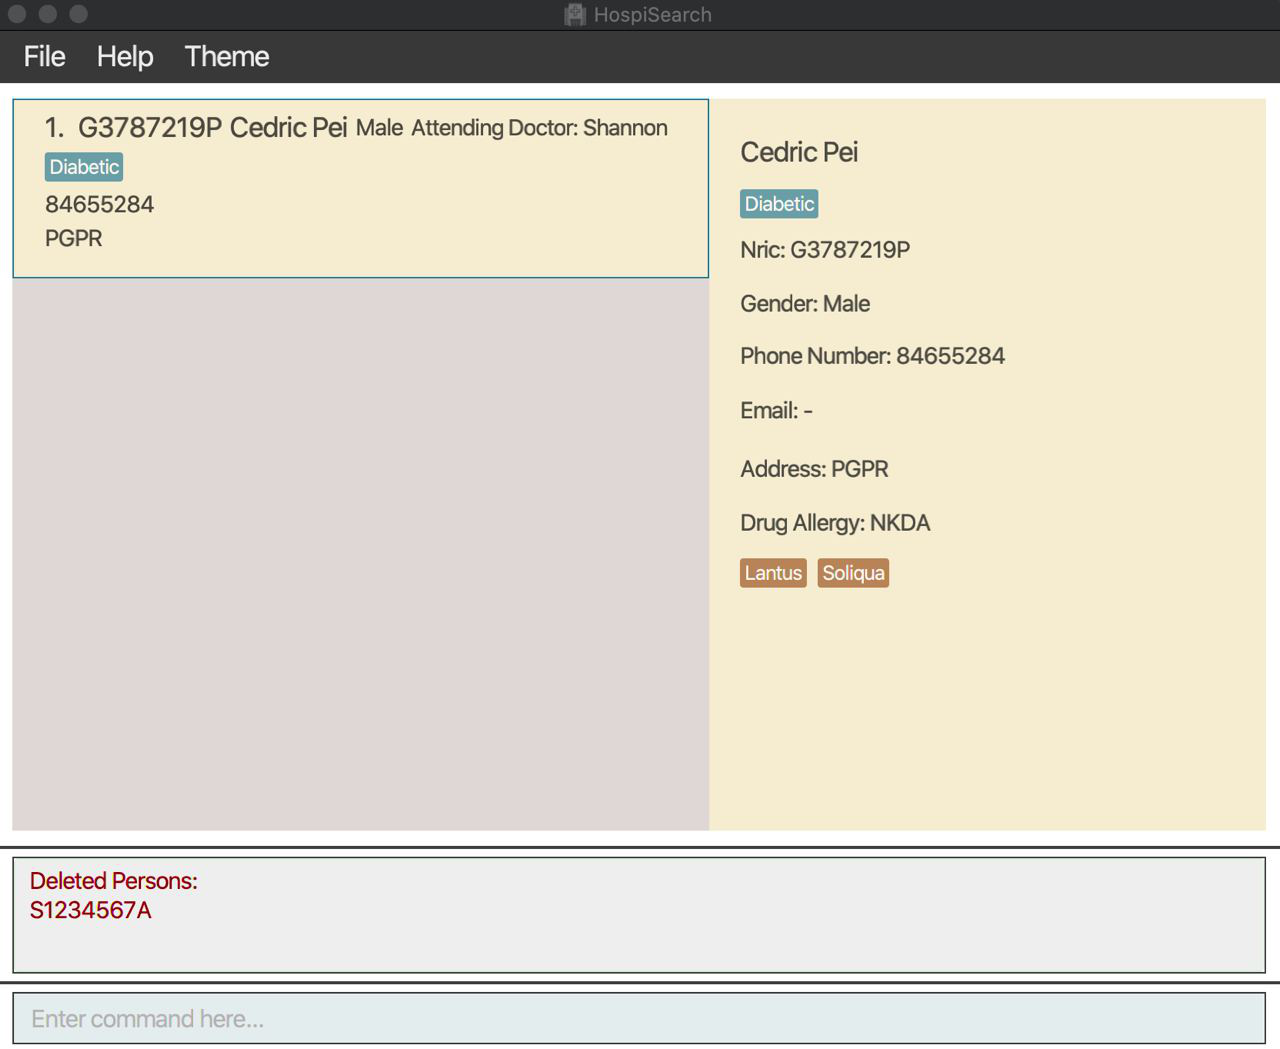 HospiSearch
File Help Theme
1. G3787219P Cedric Pei Male Attending Doctor: Shannon
Diabetic
84655284
PGPR
Cedric Pei
Diabetic
Nric: G3787219P
Gender: Male
Phone Number: 84655284
Email: -
Address: PGPR
Drug Allergy: NKDA
Lantus Soliqua
Deleted Persons:
S1234567A
Enter command here...